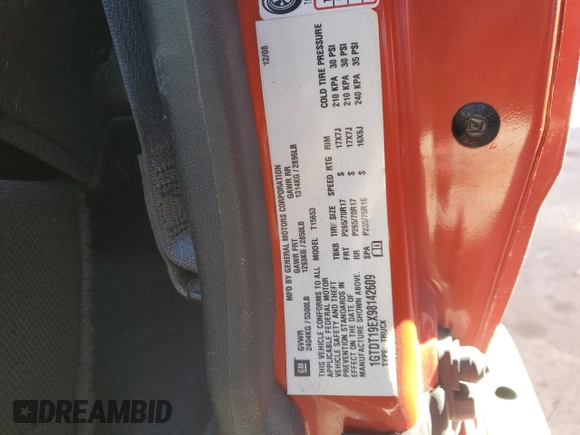 MFD BY GENERAL MOTORS CORPORATION
12/08
GVWR
GAWR FRT
GAWR RR
2404KG / 5300LB
1293KG / 2850LB
1314KG / 2896LB
THIS VEHICLE CONFORMS TO ALL
APPLICABLE FEDERAL MOTOR
VEHICLE SAFETY AND THEFT
PREVENTION STANDARDS IN
EFFECT ON THE DATE OF
MANUFACTURE SHOWN ABOVE.
MODEL T15653
TBKB TIRE SIZE SPEED RTG RIM COLD TIRE PRESSURE
FRT P265/70R17 S 17X7J 210 KPA 30 PSI
RR P265/70R17 S 17X7J 210 KPA 30 PSI
SPA P235/75R16 S 16X6J 240 KPA 35 PSI
1GTDT19EX98142609
TYPE: TRUCK
GM
DREAMBID